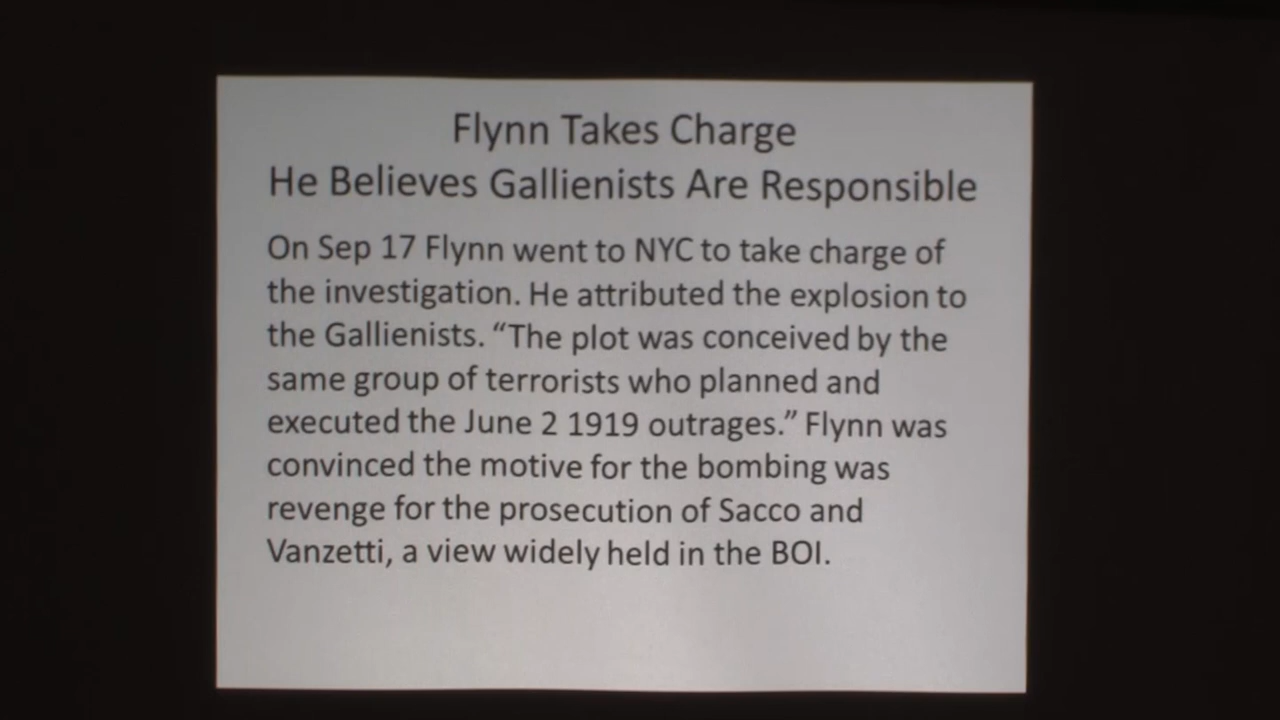 Flynn Takes Charge
He Believes Gallienists Are Responsible
On Sep 17 Flynn went to NYC to take charge of
the investigation. He attributed the explosion to
the Gallienists. “The plot was conceived by the
same group of terrorists who planned and
executed the June 2 1919 outrages.” Flynn was
convinced the motive for the bombing was
revenge for the prosecution of Sacco and
Vanzetti, a view widely held in the BOI.